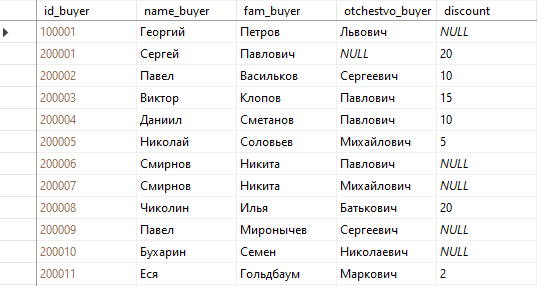 id_buyer name_buyer fam_buyer otchestvo_buyer discount
100001 Георгий Петров Львович NULL
200001 Сергей Павлович NULL 20
200002 Павел Васильков Сергеевич 10
200003 Виктор Клопов Павлович 15
200004 Даниил Сметанов Павлович 10
200005 Николай Соловьев Михайлович 5
200006 Смирнов Никита Павлович NULL
200007 Смирнов Никита Михайлович NULL
200008 Чиколин Илья Батькович 20
200009 Павел Миронычев Сергеевич NULL
200010 Бухарин Семен Николаевич NULL
200011 Еся Гольдбаум Маркович 2